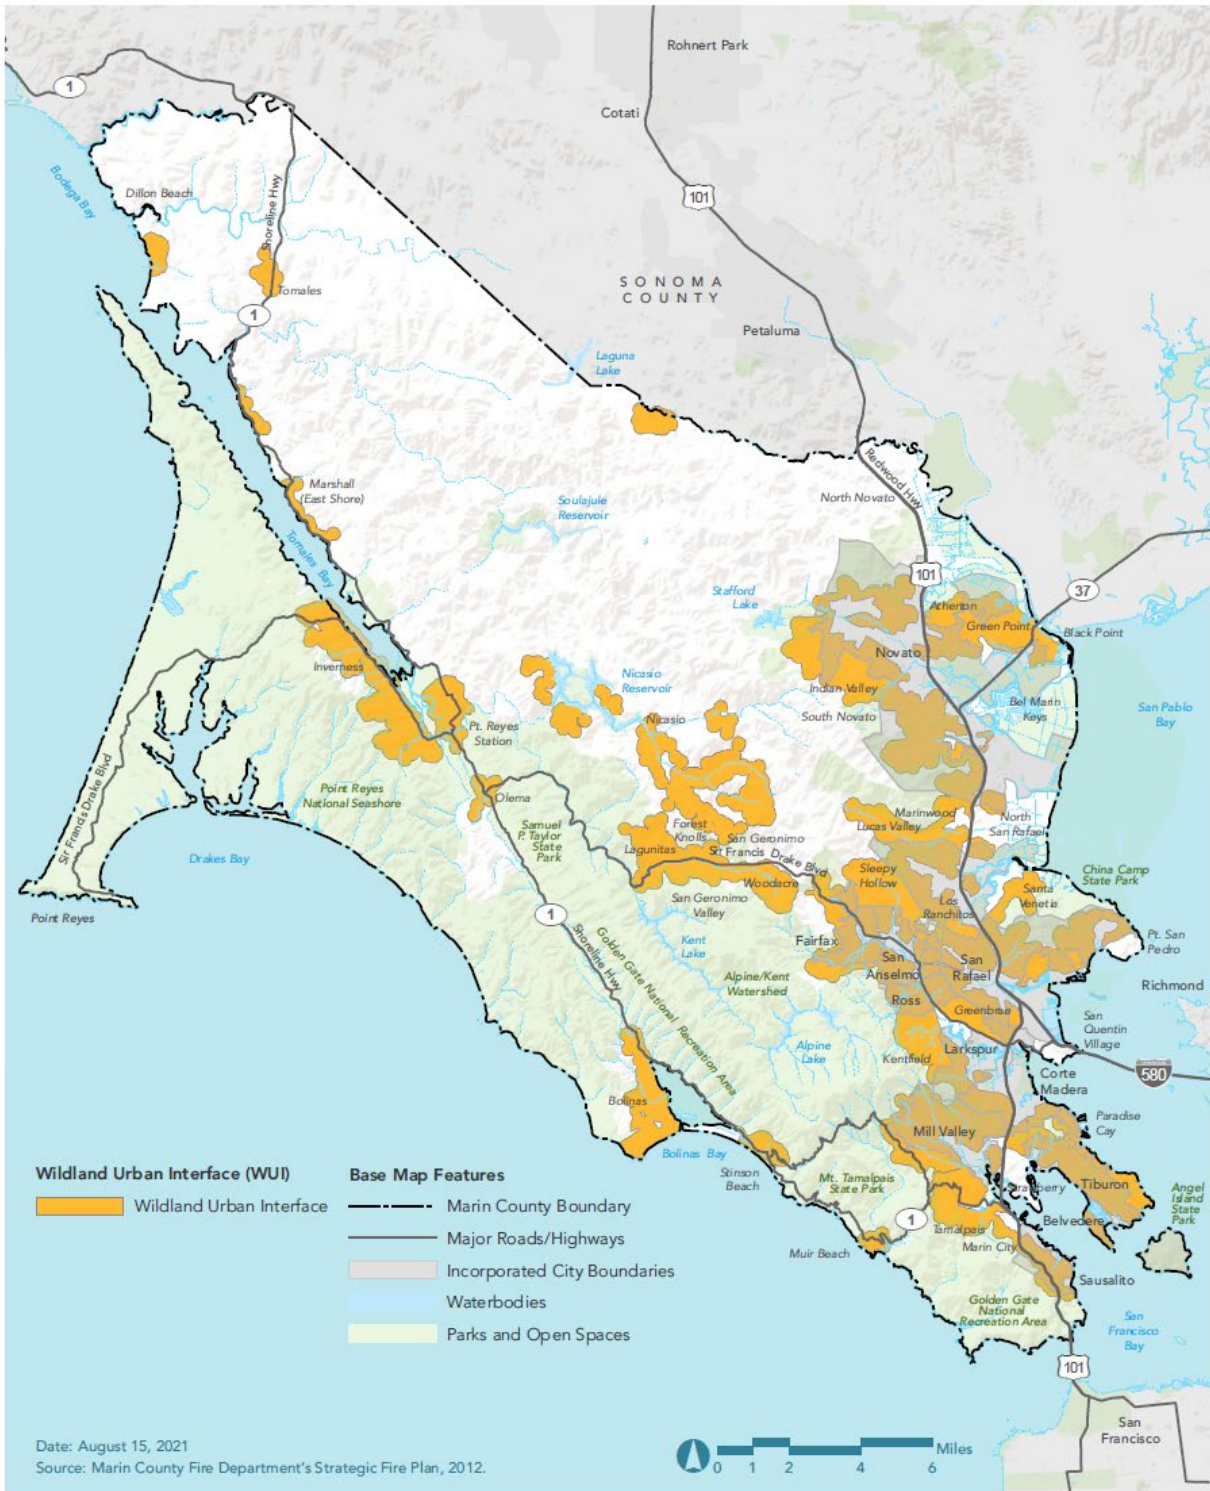 Rohnert Park
1
Cotati
101
Bodega Bay
Dillon Beach
Shoreline Hwy
SONOMA
COUNTY
Tomales
1
Petaluma
Laguna
Lake
Redwood Hwy
Marshall
(East Shore)
North Novato
Soulajule
Reservoir
Tomales Bay
101
Stafford
Lake
37
Atherton
Green Point
Black Point
Novato
Inverness
Nicasio
Reservoir
Indian Valley
Bel Marin
Keys
San Pablo
Bay
South Novato
Nicasio
Pt. Reyes
Station
Sir Francis Drake Blvd
Point Reyes
National Seashore
Olema
Marinwood
Lucas Valley
North
San Rafael
Samuel
P. Taylor
State
Park
Forest
Knolls
San Geronimo
Lagunitas
Sir Francis Drake Blvd
Drakes Bay
Sleepy
Hollow
China Camp
State Park
Woodacre
Santa
Venetia
San Geronimo
Valley
Los
Ranchitos
Point Reyes
1
Shoreline Hwy
Golden Gate National Recreation Area
Kent
Lake
Fairfax
Pt. San
Pedro
San
Anselmo
San
Rafael
Alpine/Kent
Watershed
Richmond
Ross
Greenbrae
San
Quentin
Village
Alpine
Lake
Kentfield
Larkspur
580
Corte
Madera
Bolinas
Paradise
Cay
Mill Valley
Bolinas Bay
Stinson
Beach
Mt. Tamalpais
State Park
Strawberry
Tiburon
Angel
Island
State
Park
1
Belvedere
Tamalpais
Muir Beach
Marin City
Sausalito
Golden Gate
National
Recreation Area
San
Francisco
Bay
101
San
Francisco
Wildland Urban Interface (WUI)
Wildland Urban Interface
Base Map Features
Marin County Boundary
Major Roads/Highways
Incorporated City Boundaries
Waterbodies
Parks and Open Spaces
Date: August 15, 2021
Source: Marin County Fire Department's Strategic Fire Plan, 2012.
0 1 2 4 6 Miles